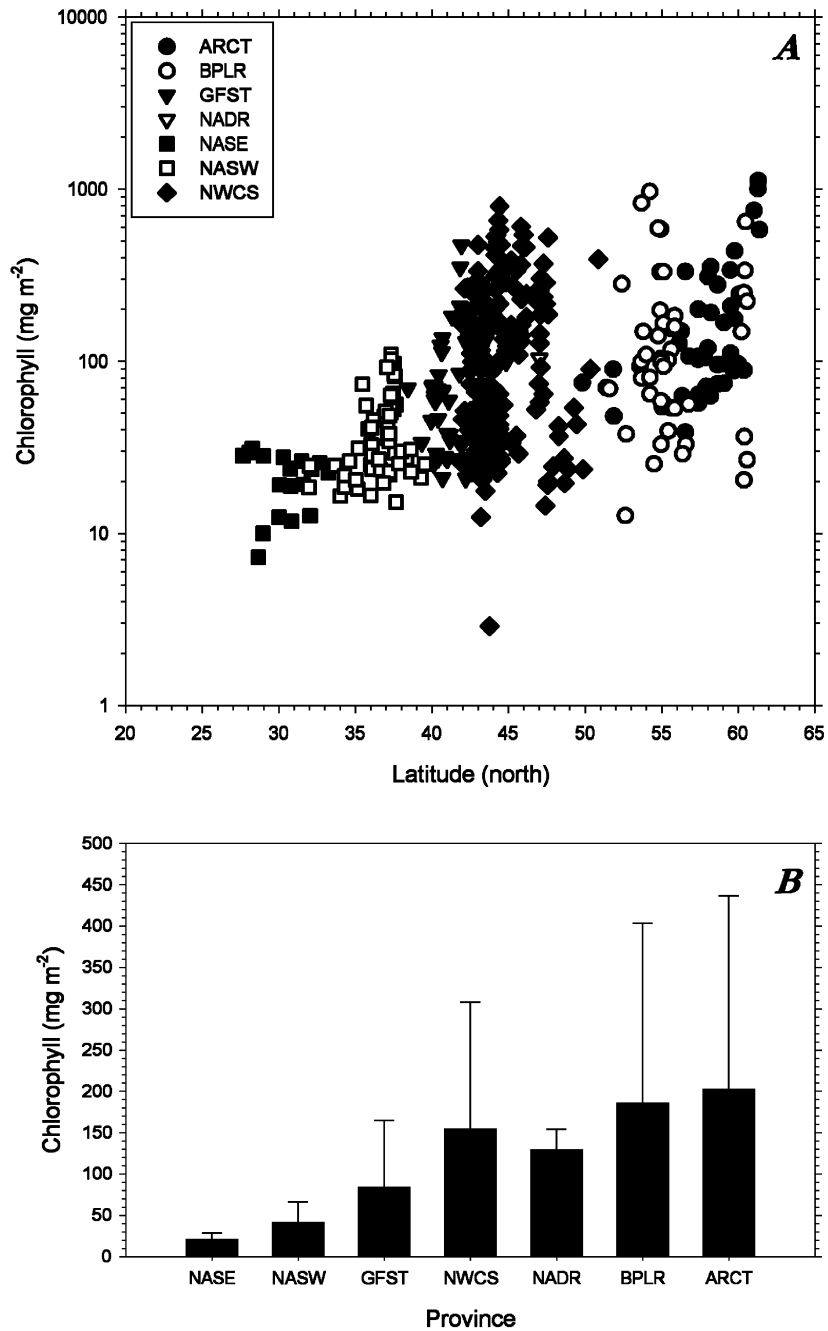 A
10000
1000
100
10
1
Chlorophyll (mg m-2)
ARCT
BPLR
GFST
NADR
NASE
NASW
NWCS
20 25 30 35 40 45 50 55 60 65
Latitude (north)
B
500
450
400
350
300
250
200
150
100
50
0
Chlorophyll (mg m-2)
NASE NASW GFST NWCS NADR BPLR ARCT
Province